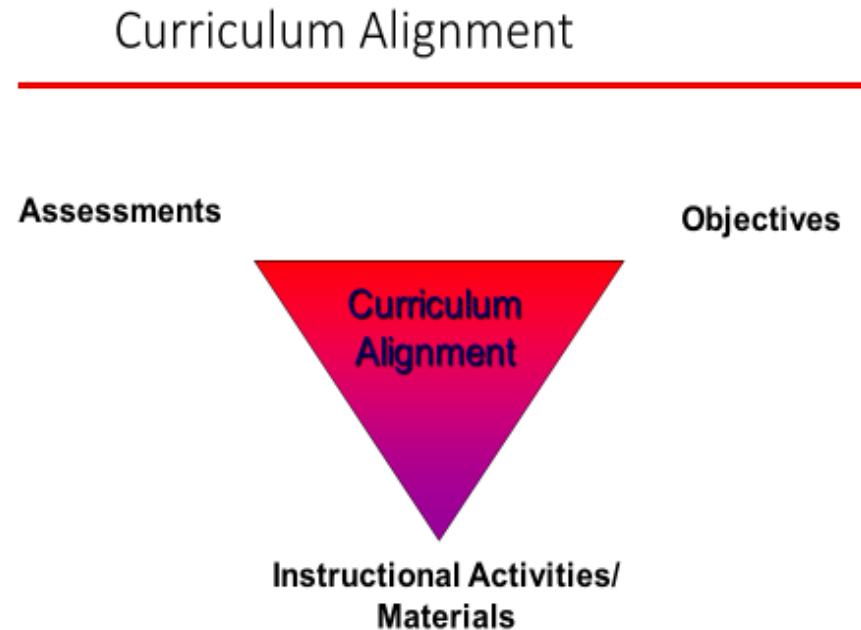 Curriculum Alignment
Assessments
Objectives
Curriculum
Alignment
Instructional Activities/
Materials